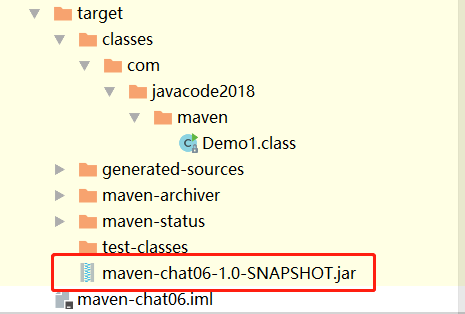 target
classes
com
javacode2018
maven
Demo1.class
generated-sources
maven-archiver
maven-status
test-classes
maven-chat06-1.0-SNAPSHOT.jar
maven-chat06.iml